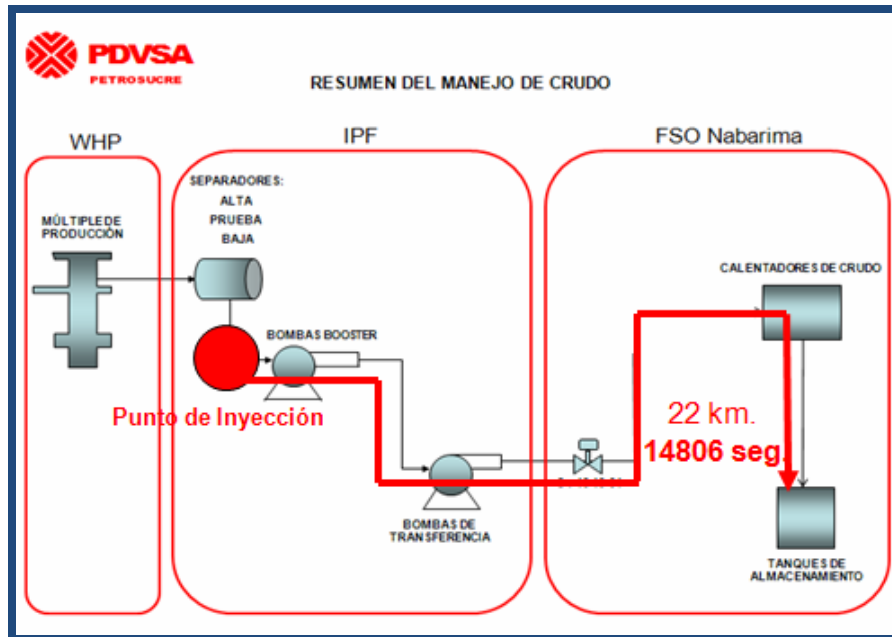 PDVSA
PETROSUCRE
RESUMEN DEL MANEJO DE CRUDO
WHP
IPF
FSO Nabarima
SEPARADORES:
ALTA
PRUEBA
BAJA
MÚLTIPLE DE
PRODUCCIÓN
CALENTADORES DE CRUDO
BOMBAS BOOSTER
Punto de Inyección
22 km.
14806 seg.
BOMBAS DE
TRANSFERENCIA
TANQUES DE
ALMACENAMIENTO